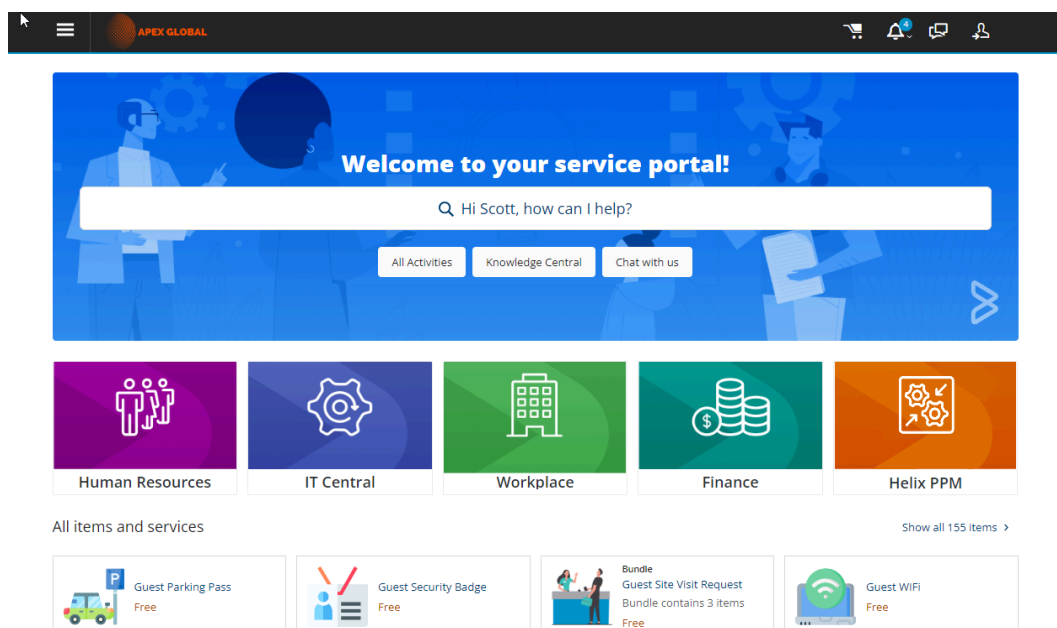 APEX GLOBAL
4
Welcome to your service portal!
Hi Scott, how can I help?
All Activities
Knowledge Central
Chat with us
$
Human Resources
IT Central
Workplace
Finance
Helix PPM
All items and services
Show all 155 items >
P
Guest Parking Pass
Free
Guest Security Badge
Free
Bundle
Guest Site Visit Request
Bundle contains 3 items
Free
Guest WiFi
Free